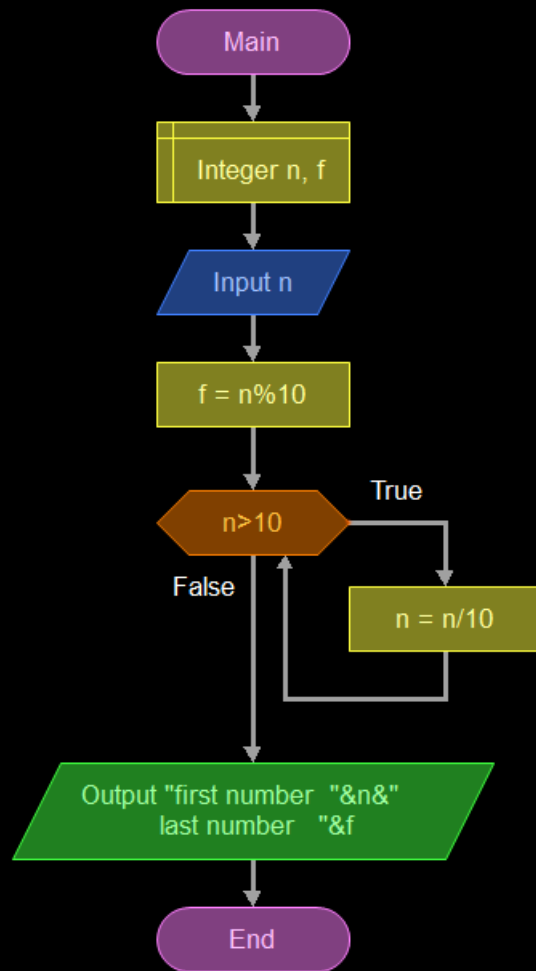 Main
Integer n, f
Input n
f = n%10
n>10
True
False
n = n/10
Output "first number  "&n&"
last number   "&f
End